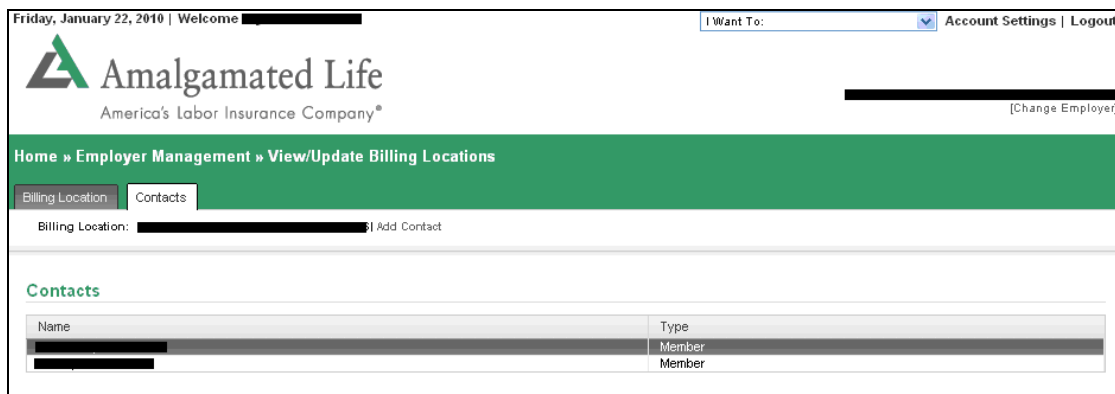 Friday, January 22, 2010 | Welcome
I Want To:
Account Settings | Logout
Amalgamated Life
America's Labor Insurance Company®
[Change Employer]
Home » Employer Management » View/Update Billing Locations
Billing Location
Contacts
Billing Location: | Add Contact
Contacts
Name Type
Member
Member